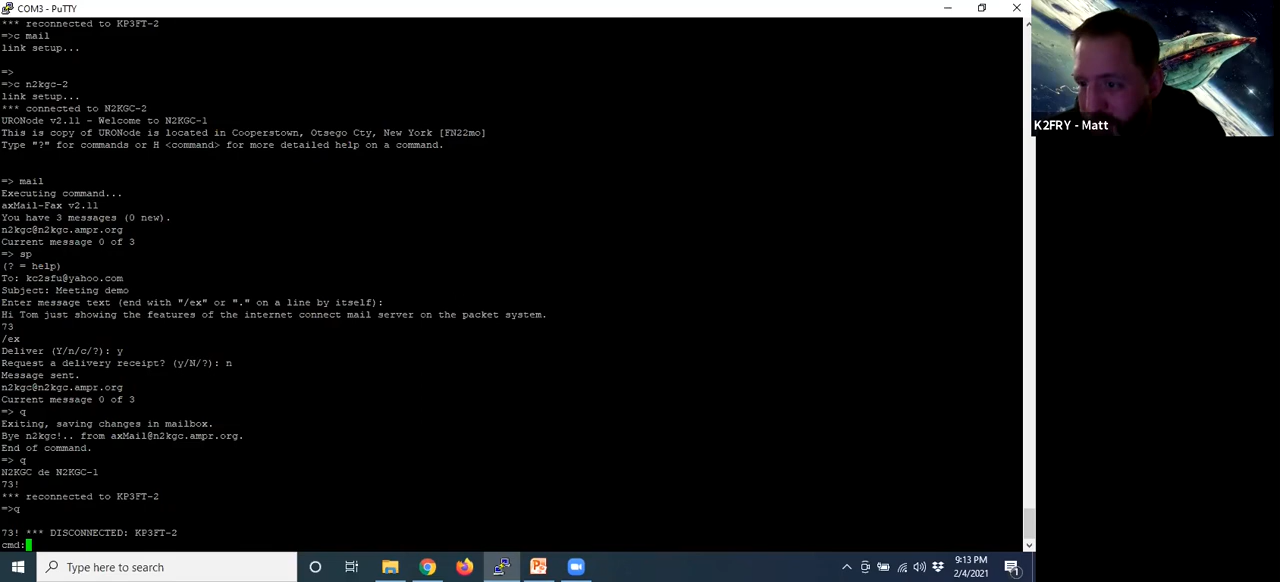 COM3 - PuTTY
*** reconnected to KP3FT-2
=>c mail
link setup...
=>
=>c n2kgc-2
link setup...
*** connected to N2KGC-2
URONode v2.11 - Welcome to N2KGC-1
This is copy of URONode is located in Cooperstown, Otsego Cty, New York [FN22mo]
Type "?" for commands or H <command> for more detailed help on a command.
=> mail
Executing command...
axMail-Fax v2.11
You have 3 messages (0 new).
n2kgc@n2kgc.ampr.org
Current message 0 of 3
=> sp
(? = help)
To: kc2sfu@yahoo.com
Subject: Meeting demo
Enter message text (end with "/ex" or "." on a line by itself):
Hi Tom just showing the features of the internet connect mail server on the packet system.
73
/ex
Deliver (Y/n/c/?): y
Request a delivery receipt? (y/N/?): n
Message sent.
n2kgc@n2kgc.ampr.org
Current message 0 of 3
=> q
Exiting, saving changes in mailbox.
Bye n2kgc!.. from axMail@n2kgc.ampr.org.
End of command.
=> q
N2KGC de N2KGC-1
73!
*** reconnected to KP3FT-2
=>q
73! *** DISCONNECTED: KP3FT-2
cmd:
K2FRY - Matt
Type here to search
9:13 PM
2/4/2021
1